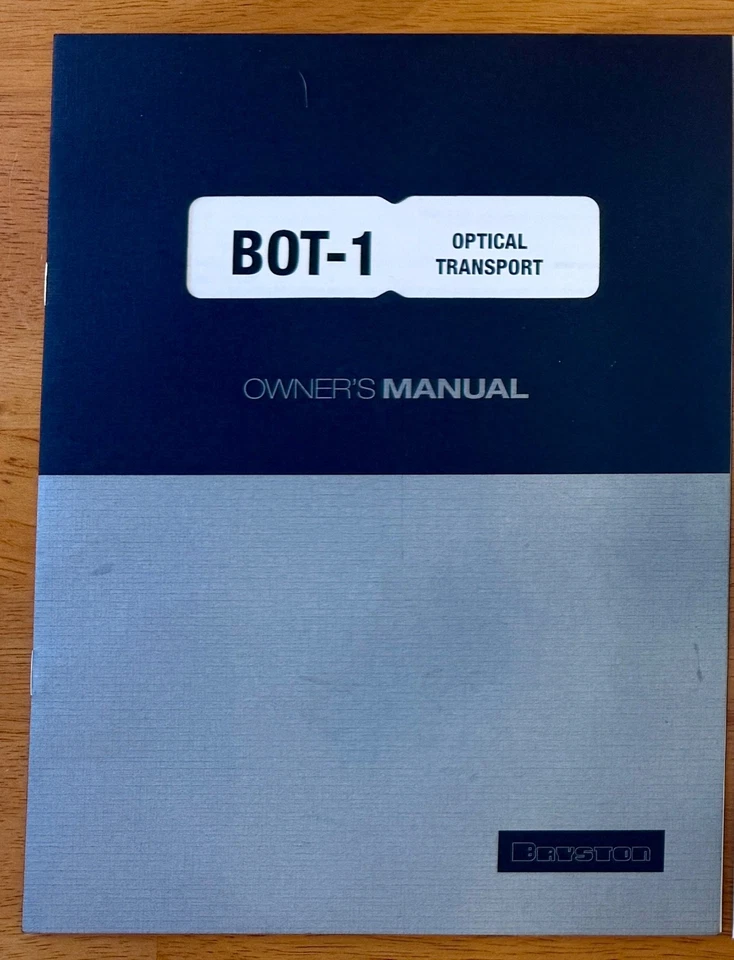 BOT-1
OPTICAL
TRANSPORT
OWNER'S MANUAL
BRYSTON